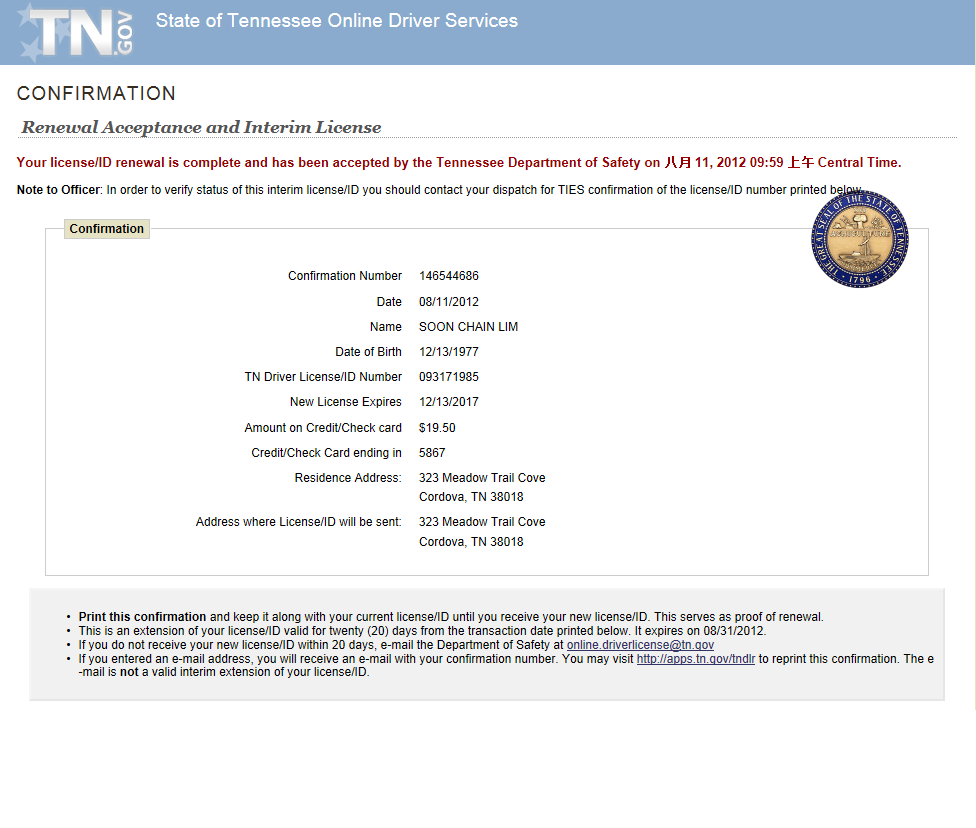 TN.GOV
State of Tennessee Online Driver Services
CONFIRMATION
Renewal Acceptance and Interim License
Your license/ID renewal is complete and has been accepted by the Tennessee Department of Safety on 八月 11, 2012 09:59 上午 Central Time.
Note to Officer: In order to verify status of this interim license/ID you should contact your dispatch for TIES confirmation of the license/ID number printed below.
THE GREAT SEAL OF THE STATE OF TENNESSEE
AGRICULTURE
1796
Confirmation
Confirmation Number 146544686
Date 08/11/2012
Name SOON CHAIN LIM
Date of Birth 12/13/1977
TN Driver License/ID Number 093171985
New License Expires 12/13/2017
Amount on Credit/Check card $19.50
Credit/Check Card ending in 5867
Residence Address: 323 Meadow Trail Cove
Cordova, TN 38018
Address where License/ID will be sent: 323 Meadow Trail Cove
Cordova, TN 38018
• Print this confirmation and keep it along with your current license/ID until you receive your new license/ID. This serves as proof of renewal.
• This is an extension of your license/ID valid for twenty (20) days from the transaction date printed below. It expires on 08/31/2012.
• If you do not receive your new license/ID within 20 days, e-mail the Department of Safety at online.driverlicense@tn.gov
• If you entered an e-mail address, you will receive an e-mail with your confirmation number. You may visit http://apps.tn.gov/tndlr to reprint this confirmation. The e
-mail is not a valid interim extension of your license/ID.